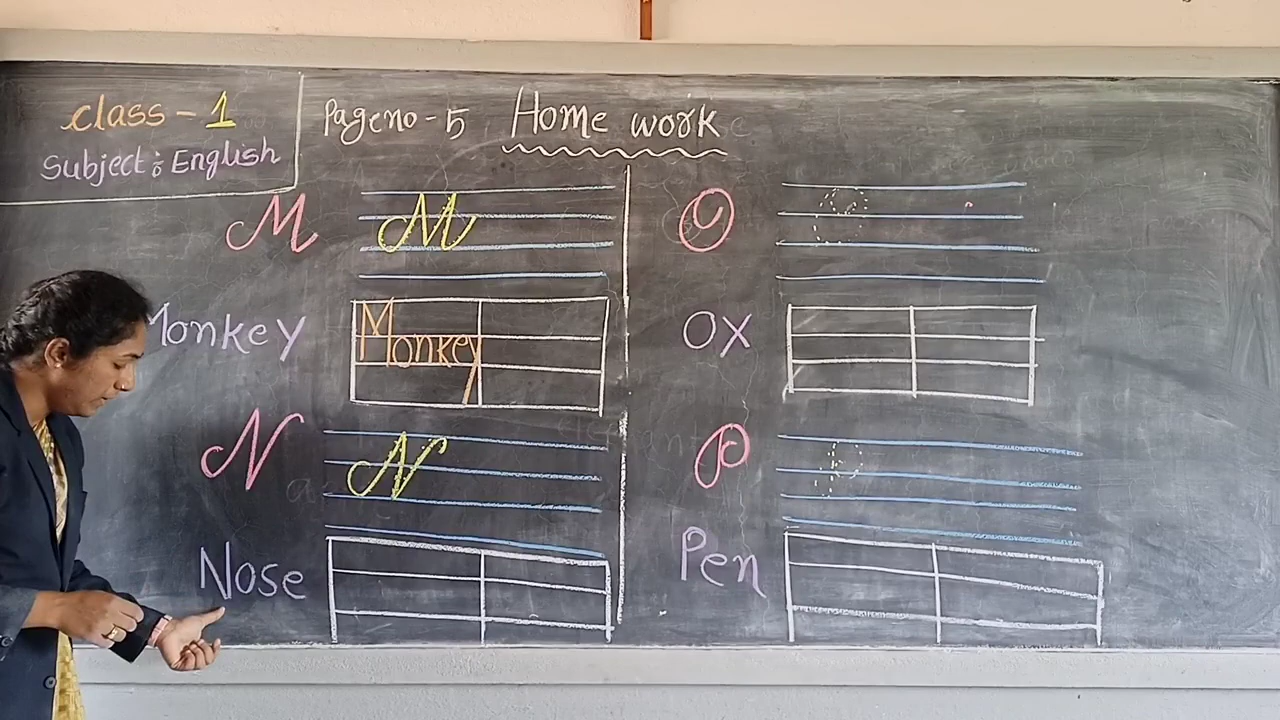 Class - 1
Subject : English
Page no - 5 Home work
M M
Monkey Monkey
N N
Nose
O O
OX
P P
Pen